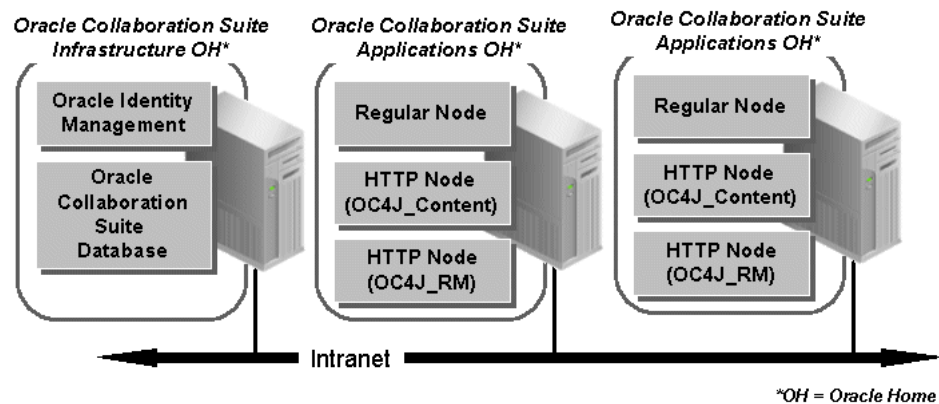 Oracle Collaboration Suite
Infrastructure OH*
Oracle Identity
Management
Oracle
Collaboration
Suite
Database
Oracle Collaboration Suite
Applications OH*
Regular Node
HTTP Node
(OC4J_Content)
HTTP Node
(OC4J_RM)
Oracle Collaboration Suite
Applications OH*
Regular Node
HTTP Node
(OC4J_Content)
HTTP Node
(OC4J_RM)
Intranet
*OH = Oracle Home